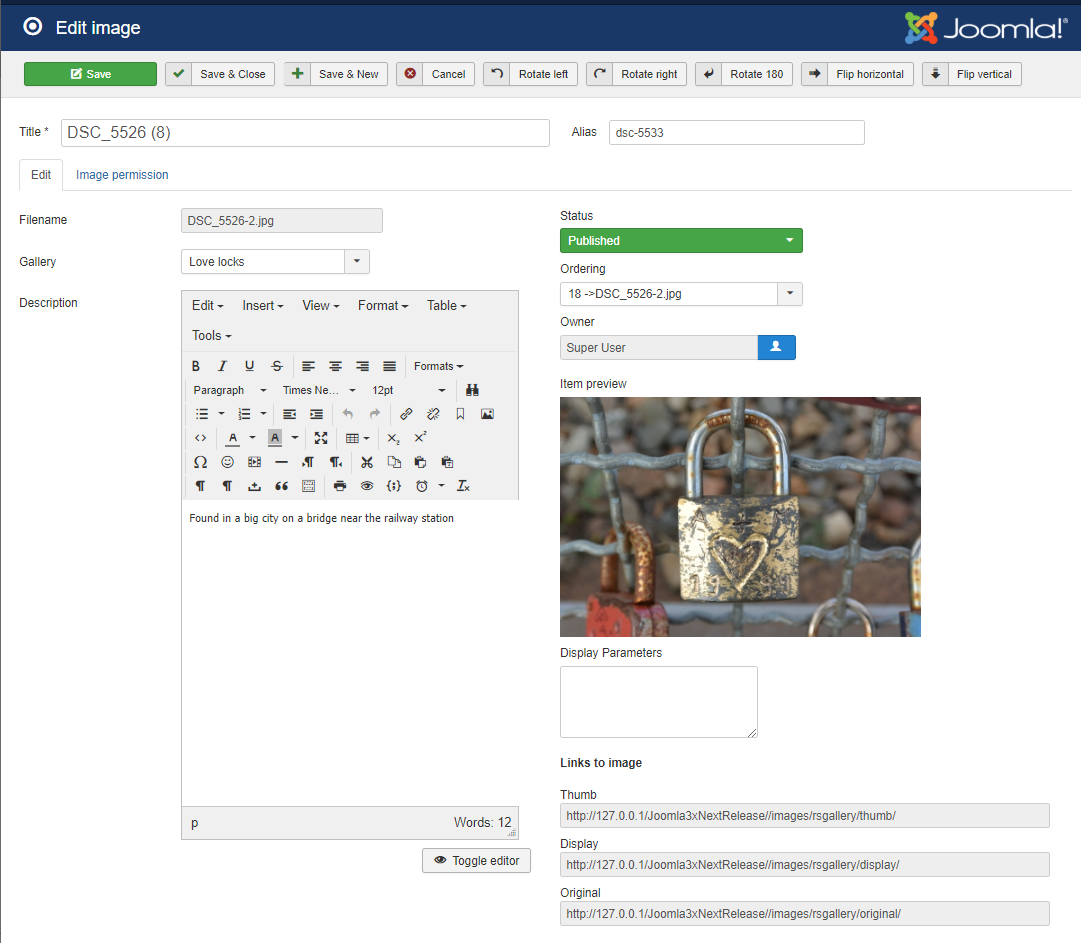 Edit image
Joomla!®
Save
Save & Close
Save & New
Cancel
Rotate left
Rotate right
Rotate 180
Flip horizontal
Flip vertical
Title *
DSC_5526 (8)
Alias
dsc-5533
Edit
Image permission
Filename
DSC_5526-2.jpg
Gallery
Love locks
Description
Edit
Insert
View
Format
Table
Tools
B I U S
Formats
Paragraph
Times Ne...
12pt
A
A
Found in a big city on a bridge near the railway station
p
Words: 12
Toggle editor
Status
Published
Ordering
18 ->DSC_5526-2.jpg
Owner
Super User
Item preview
Display Parameters
Links to image
Thumb
http://127.0.0.1/Joomla3xNextRelease//images/rsgallery/thumb/
Display
http://127.0.0.1/Joomla3xNextRelease//images/rsgallery/display/
Original
http://127.0.0.1/Joomla3xNextRelease//images/rsgallery/original/